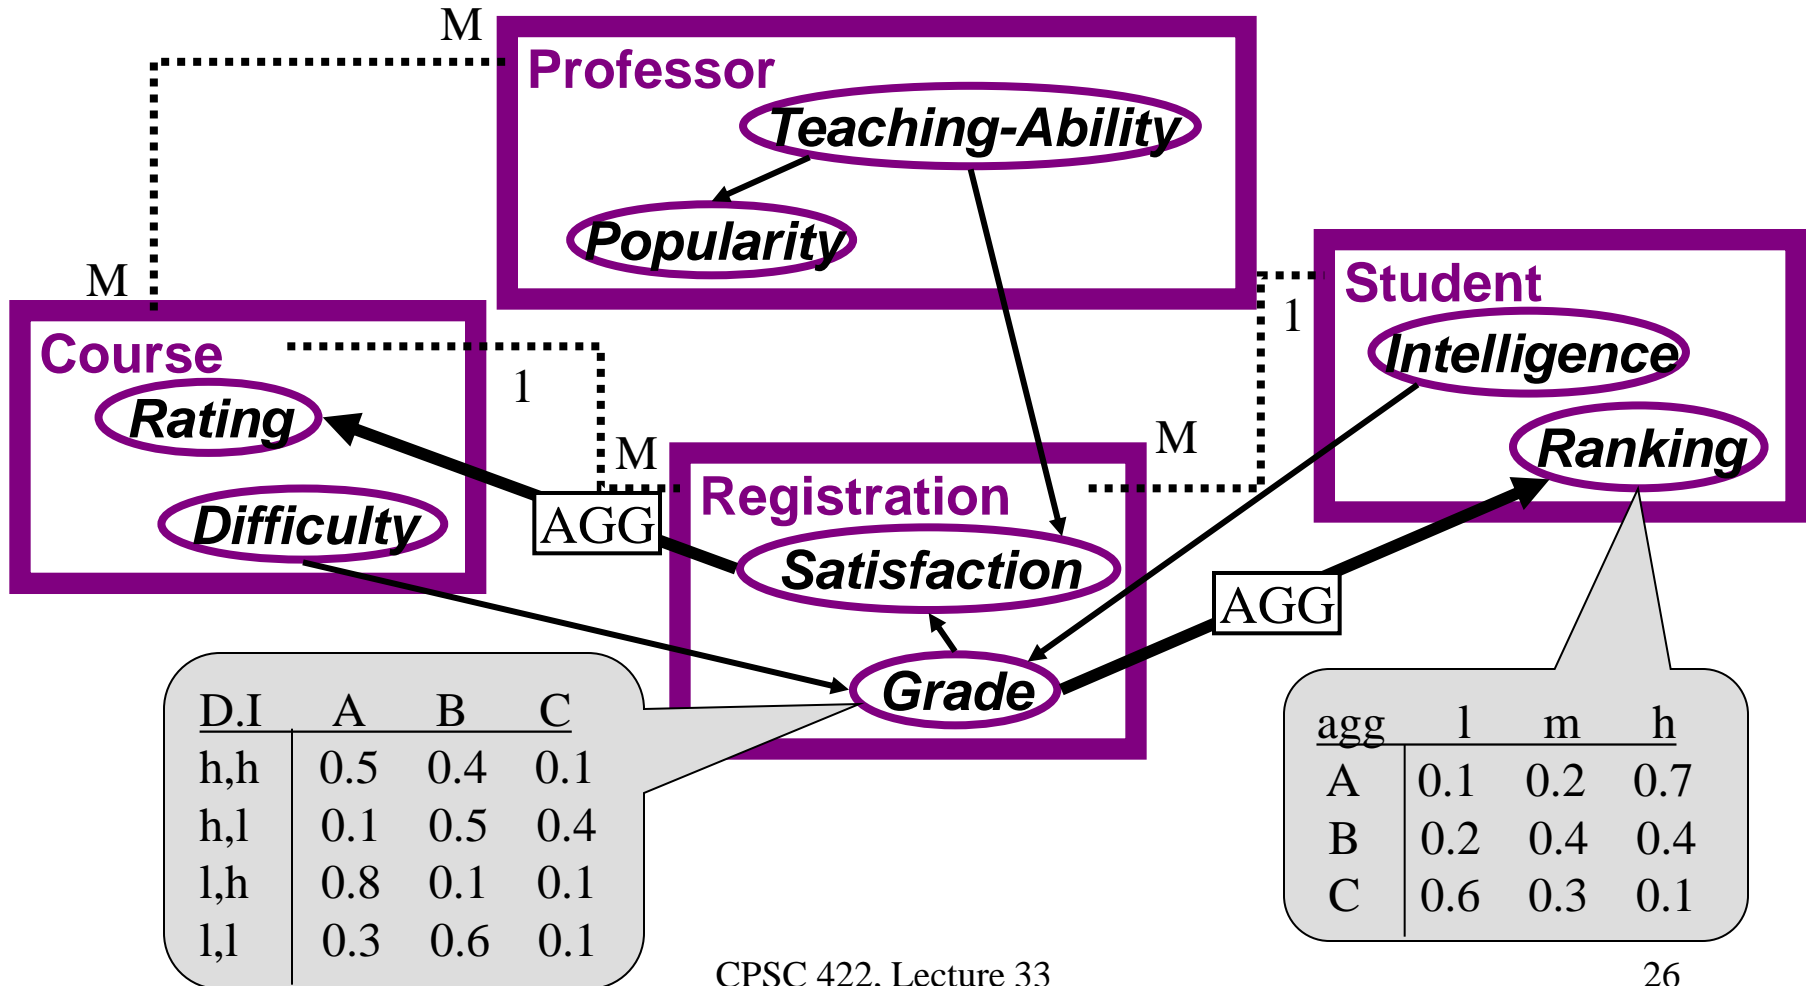 M
Professor
Teaching-Ability
Popularity
M
Student
1
Intelligence
Course
1
Rating
M
M
Ranking
Registration
Difficulty
AGG
Satisfaction
AGG
Grade
D.I A B C
h,h 0.5 0.4 0.1
h,l 0.1 0.5 0.4
l,h 0.8 0.1 0.1
l,l 0.3 0.6 0.1
agg l m h
A 0.1 0.2 0.7
B 0.2 0.4 0.4
C 0.6 0.3 0.1
CPSC 422, Lecture 33
26